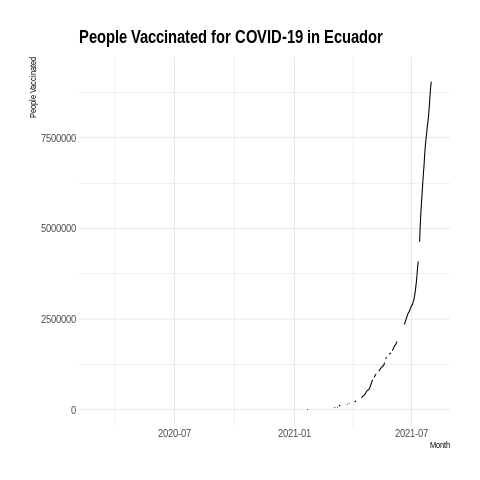 People Vaccinated for COVID-19 in Ecuador
People Vaccinated
7500000
5000000
2500000
0
2020-07
2021-01
2021-07
Month